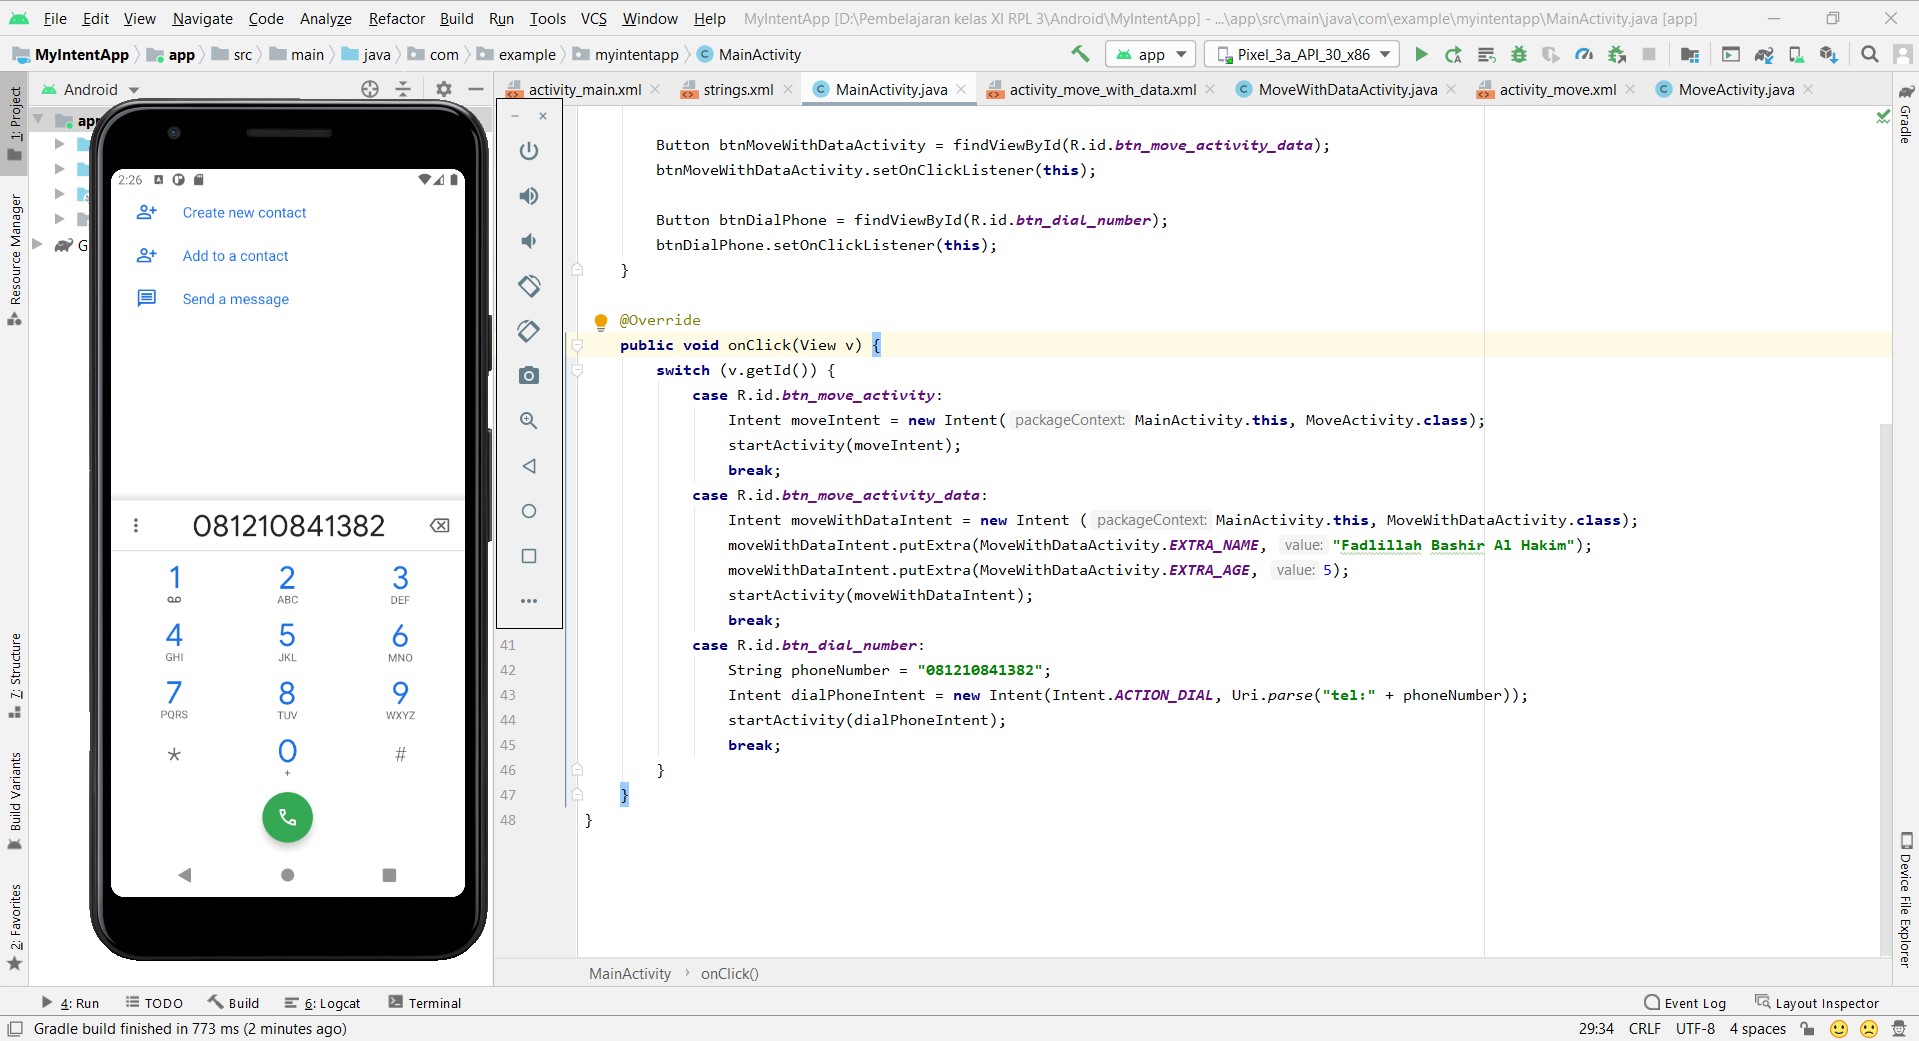 File Edit View Navigate Code Analyze Refactor Build Run Tools VCS Window Help MyIntentApp [D:\Pembelajaran kelas XI RPL 3\Android\MyIntentApp] - ...\app\src\main\java\com\example\myintentapp\MainActivity.java [app]
MyIntentApp app src main java com example myintentapp MainActivity app Pixel_3a_API_30_x86
Android activity_main.xml strings.xml MainActivity.java activity_move_with_data.xml MoveWithDataActivity.java activity_move.xml MoveActivity.java
1: Project
Resource Manager
7: Structure
Build Variants
2: Favorites
app
G
2:26
Create new contact
Add to a contact
Send a message
081210841382
1 2 3
ABC DEF
4 5 6
GHI JKL MNO
7 8 9
PQRS TUV WXYZ
* 0 #
+
Button btnMoveWithDataActivity = findViewById(R.id.btn_move_activity_data);
btnMoveWithDataActivity.setOnClickListener(this);
Button btnDialPhone = findViewById(R.id.btn_dial_number);
btnDialPhone.setOnClickListener(this);
}
@Override
public void onClick(View v) {
switch (v.getId()) {
case R.id.btn_move_activity:
Intent moveIntent = new Intent( packageContext: MainActivity.this, MoveActivity.class);
startActivity(moveIntent);
break;
case R.id.btn_move_activity_data:
Intent moveWithDataIntent = new Intent ( packageContext: MainActivity.this, MoveWithDataActivity.class);
moveWithDataIntent.putExtra(MoveWithDataActivity.EXTRA_NAME, value: "Fadlillah Bashir Al Hakim");
moveWithDataIntent.putExtra(MoveWithDataActivity.EXTRA_AGE, value: 5);
startActivity(moveWithDataIntent);
break;
41 case R.id.btn_dial_number:
42 String phoneNumber = "081210841382";
43 Intent dialPhoneIntent = new Intent(Intent.ACTION_DIAL, Uri.parse("tel:" + phoneNumber));
44 startActivity(dialPhoneIntent);
45 break;
46 }
47 }
48 }
MainActivity › onClick()
Gradle
Device File Explorer
4: Run TODO Build 6: Logcat Terminal Event Log Layout Inspector
Gradle build finished in 773 ms (2 minutes ago) 29:34 CRLF UTF-8 4 spaces